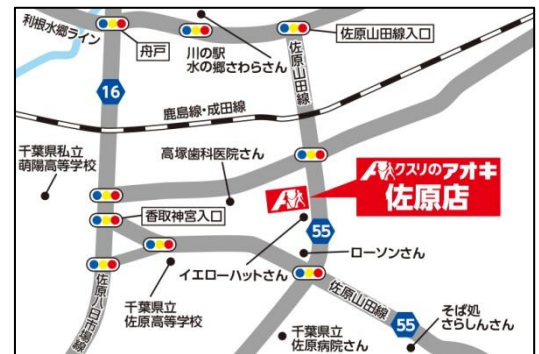 利根水郷ライン
舟戸
川の駅
水の郷さわらさん
佐原山田線入口
佐原山田線
16
鹿島線・成田線
千葉県私立
萌陽高等学校
高塚歯科医院さん
クスリのアオキ
佐原店
香取神宮入口
55
イエローハットさん
ローソンさん
佐原八日市場線
千葉県立
佐原高等学校
佐原山田線
55
千葉県立
佐原病院さん
そば処
さらしんさん